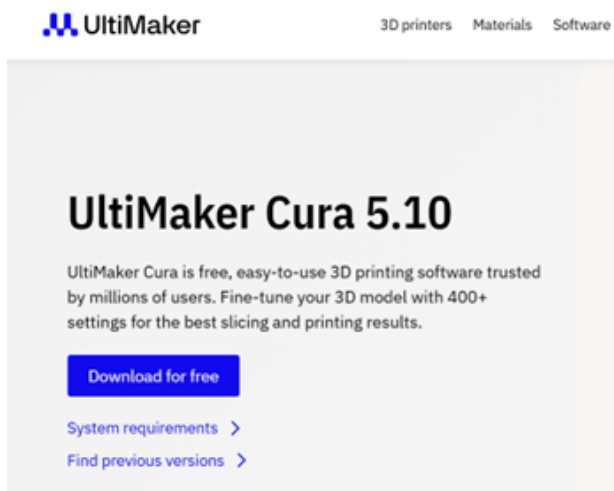 UltiMaker
3D printers Materials Software
UltiMaker Cura 5.10
UltiMaker Cura is free, easy-to-use 3D printing software trusted
by millions of users. Fine-tune your 3D model with 400+
settings for the best slicing and printing results.
Download for free
System requirements
Find previous versions